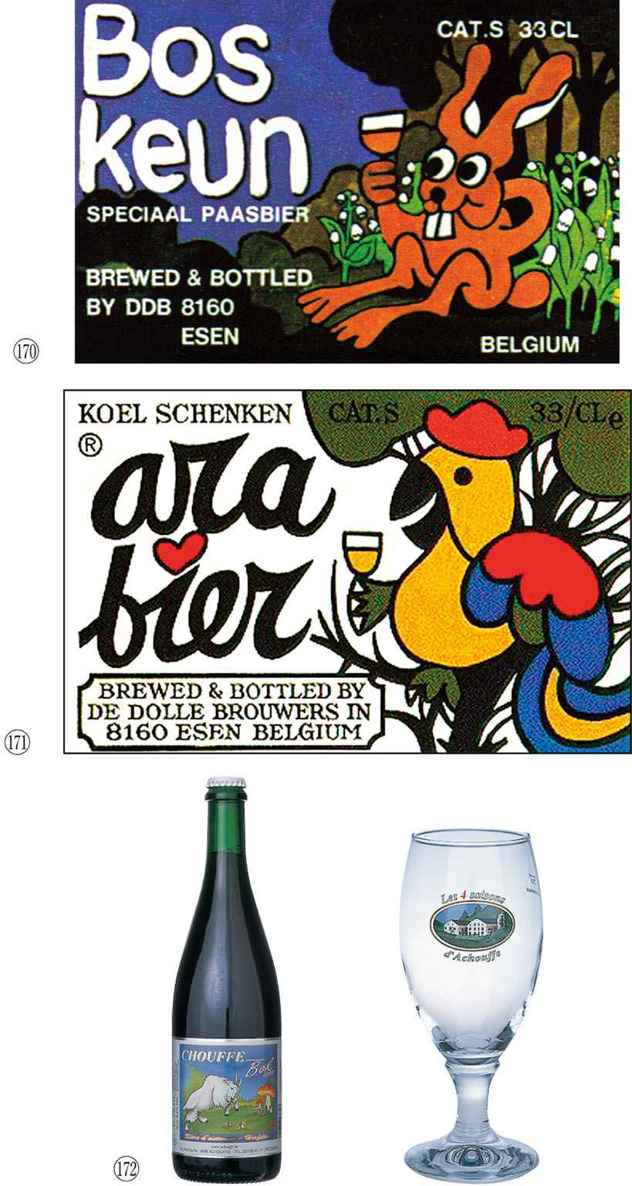 Bos
keun
CAT.S 33 CL
SPECIAAL PAASBIER
BREWED & BOTTLED
BY DDB 8160
ESEN
BELGIUM
170
KOEL SCHENKEN CAT.S 33/CLe
®
ara
bier
BREWED & BOTTLED BY
DE DOLLE BROUWERS IN
8160 ESEN BELGIUM
171
CHOUFFE
Bok
Les 4 saisons
d'Achouffe
172